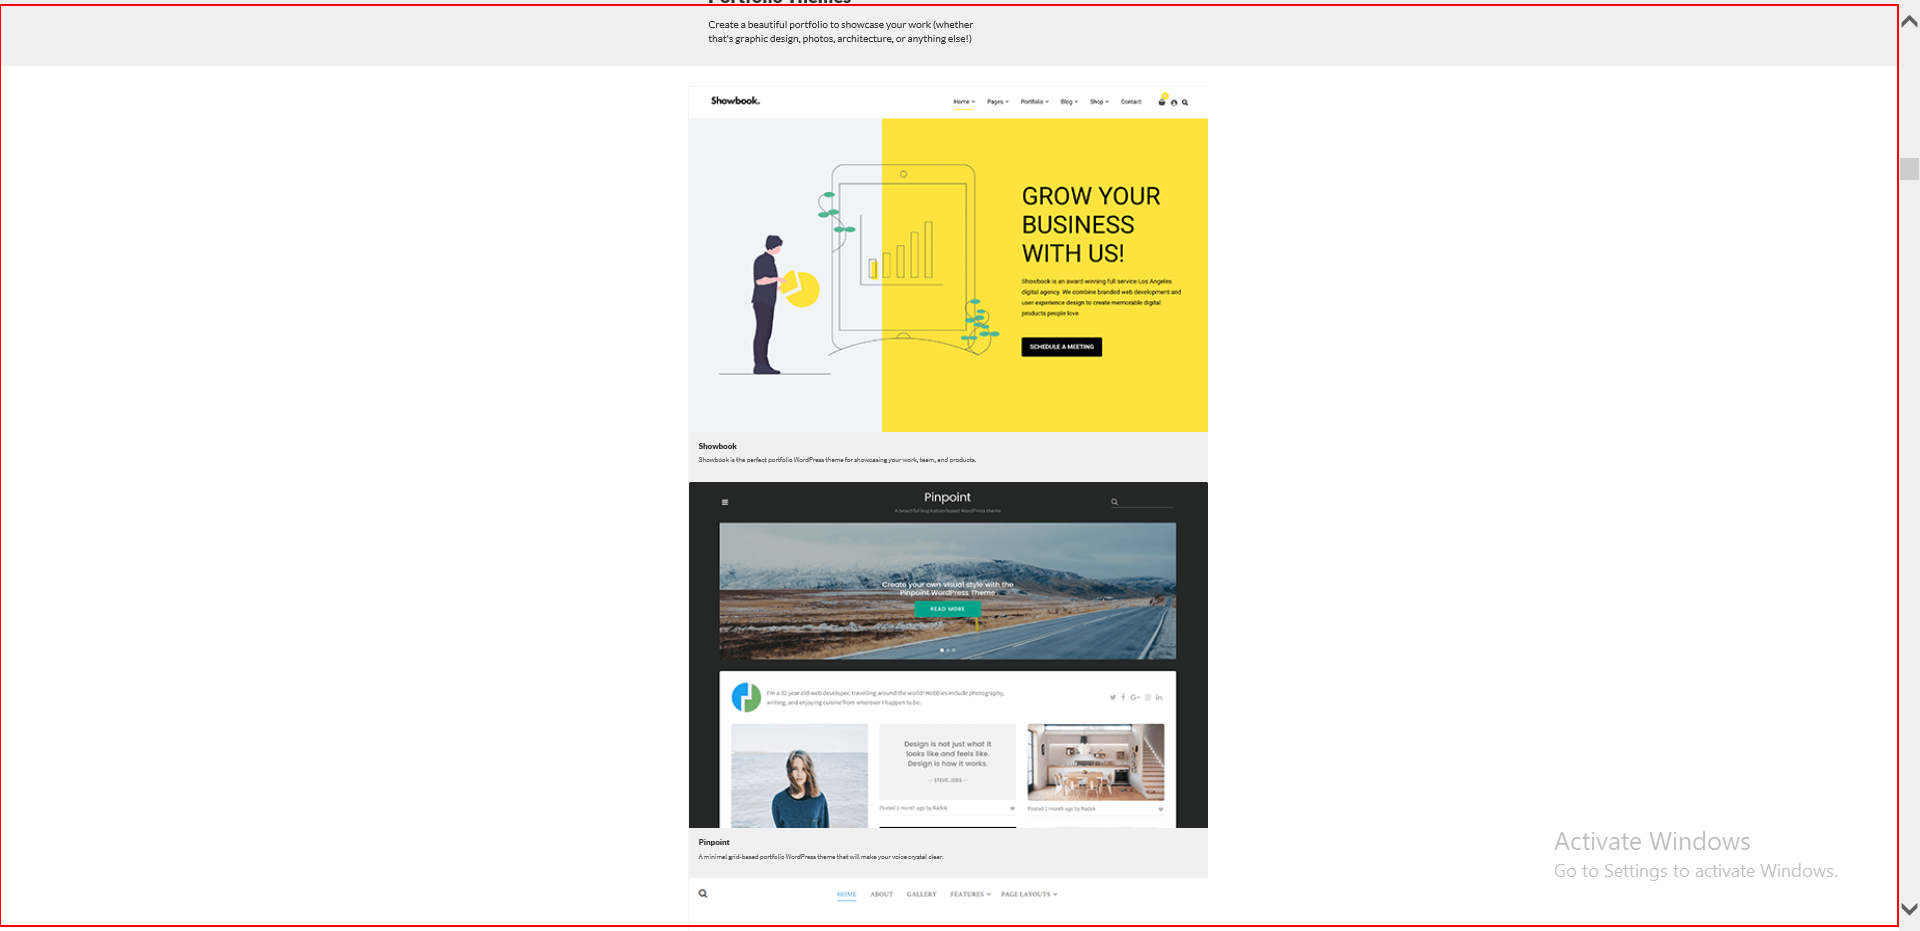 Portfolio Themes
Create a beautiful portfolio to showcase your work (whether
that's graphic design, photos, architecture, or anything else!)
Showbook.
Home Pages Portfolio Blog Shop Contact
GROW YOUR
BUSINESS
WITH US!
Showbook is an award winning full service Los Angeles
digital agency. We combine branded web development and
user experience design to create memorable digital
products people love.
SCHEDULE A MEETING
Showbook
Showbook is the perfect portfolio WordPress theme for showcasing your work, team, and products.
Pinpoint
A beautiful inspiration based WordPress theme
Create your own visual style with the
Pinpoint WordPress Theme
READ MORE
I'm a 32 year old web developer, travelling around the world! Hobbies include photography,
writing, and enjoying cuisine from wherever I happen to be.
G+ in
Design is not just what it
looks like and feels like.
Design is how it works.
— STEVE JOBS —
Posted 1 month ago by Radek
Posted 1 month ago by Radek
Pinpoint
A minimal grid-based portfolio WordPress theme that will make your voice crystal clear.
HOME ABOUT GALLERY FEATURES PAGE LAYOUTS
Activate Windows
Go to Settings to activate Windows.